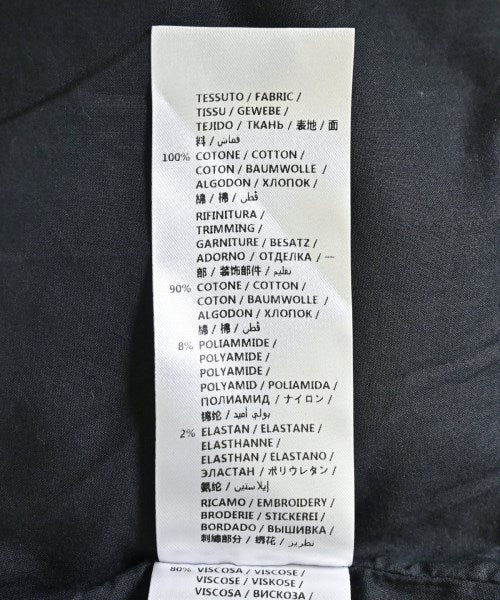 TESSUTO / FABRIC /
TISSU / GEWEBE /
TEJIDO / ТКАНЬ / 表地 / 面
料 / قماش /
100% COTONE / COTTON /
COTON / BAUMWOLLE /
ALGODON / ХЛОПОК /
綿 / 棉 / قطن /
RIFINITURA /
TRIMMING /
GARNITURE / BESATZ /
ADORNO / ОТДЕЛКА / 一
部 / 装饰部件 / تقليم /
90% COTONE / COTTON /
COTON / BAUMWOLLE /
ALGODON / ХЛОПОК /
綿 / 棉 / قطن /
8% POLIAMMIDE /
POLYAMIDE /
POLYAMIDE /
POLYAMID / POLIAMIDA /
ПОЛИАМИД / ナイロン /
锦纶 / بولي أميد /
2% ELASTAN / ELASTANE /
ELASTHANNE /
ELASTHAN / ELASTANO /
ЭЛАСТАН / ポリウレタン /
氨纶 / إيلاستين /
RICAMO / EMBROIDERY /
BRODERIE / STICKEREI /
BORDADO / ВЫШИВКА /
刺繍部分 / 绣花 / تطريز /
80% VISCOSA / VISCOSE /
VISCOSE / VISKOSE /
VISCOSA / ВИСКОЗА /